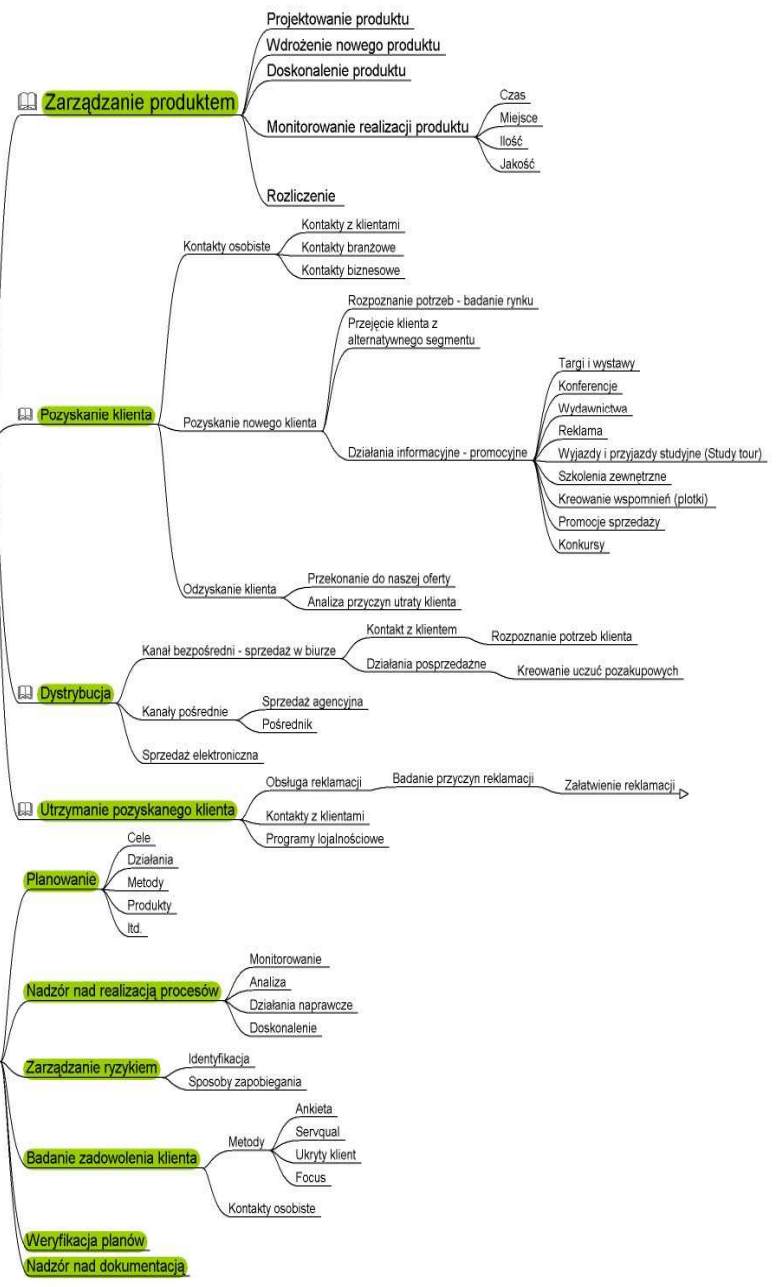 Zarządzanie produktem
Projektowanie produktu
Wdrożenie nowego produktu
Doskonalenie produktu
Monitorowanie realizacji produktu
Czas
Miejsce
Ilość
Jakość
Rozliczenie
Pozyskanie klienta
Kontakty osobiste
Kontakty z klientami
Kontakty branżowe
Kontakty biznesowe
Pozyskanie nowego klienta
Rozpoznanie potrzeb - badanie rynku
Przejęcie klienta z
alternatywnego segmentu
Działania informacyjne - promocyjne
Targi i wystawy
Konferencje
Wydawnictwa
Reklama
Wyjazdy i przyjazdy studyjne (Study tour)
Szkolenia zewnętrzne
Kreowanie wspomnień (plotki)
Promocje sprzedaży
Konkursy
Odzyskanie klienta
Przekonanie do naszej oferty
Analiza przyczyn utraty klienta
Dystrybucja
Kanał bezpośredni - sprzedaż w biurze
Kontakt z klientem
Rozpoznanie potrzeb klienta
Działania posprzedażne
Kreowanie uczuć pozakupowych
Kanały pośrednie
Sprzedaż agencyjna
Pośrednik
Sprzedaż elektroniczna
Utrzymanie pozyskanego klienta
Obsługa reklamacji
Badanie przyczyn reklamacji
Załatwienie reklamacji
Kontakty z klientami
Programy lojalnościowe
Planowanie
Cele
Działania
Metody
Produkty
Itd.
Nadzór nad realizacją procesów
Monitorowanie
Analiza
Działania naprawcze
Doskonalenie
Zarządzanie ryzykiem
Identyfikacja
Sposoby zapobiegania
Badanie zadowolenia klienta
Metody
Ankieta
Servqual
Ukryty klient
Focus
Kontakty osobiste
Weryfikacja planów
Nadzór nad dokumentacją